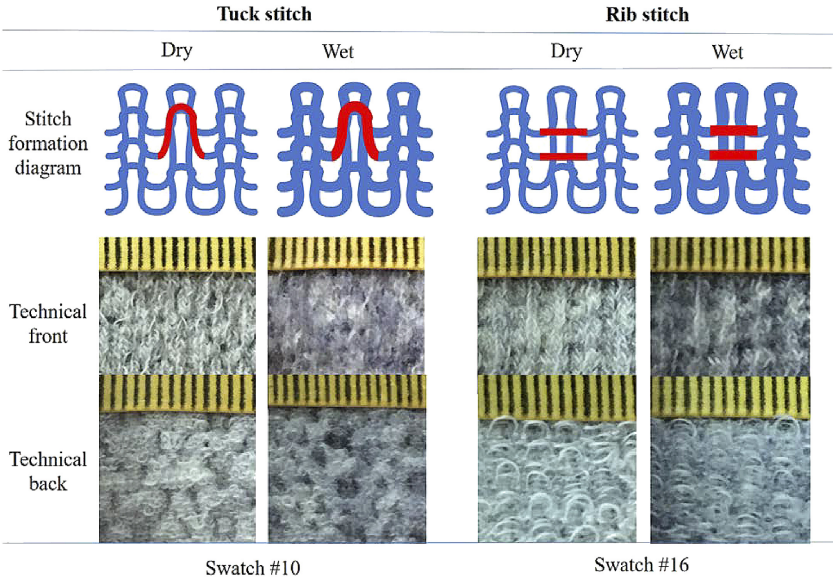 Tuck stitch
Rib stitch
Dry
Wet
Dry
Wet
Stitch
formation
diagram
Technical
front
Technical
back
Swatch #10
Swatch #16